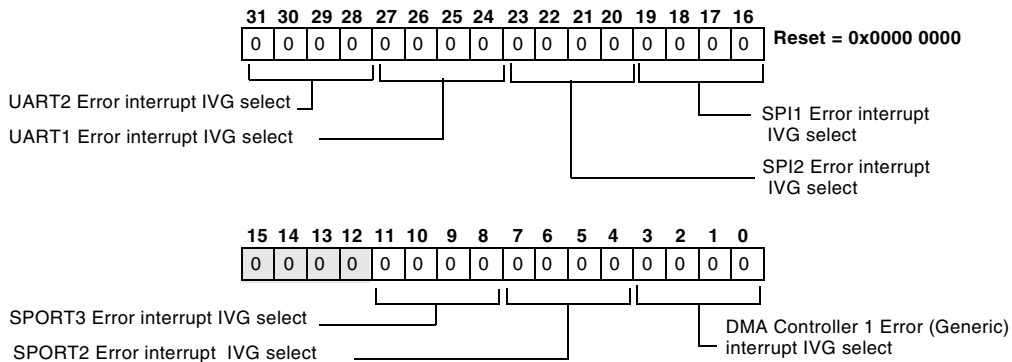 31 30 29 28 27 26 25 24 23 22 21 20 19 18 17 16
0 0 0 0 0 0 0 0 0 0 0 0 0 0 0 0
Reset = 0x0000 0000
UART2 Error interrupt IVG select
UART1 Error interrupt IVG select
SPI1 Error interrupt
IVG select
SPI2 Error interrupt
IVG select
15 14 13 12 11 10 9 8 7 6 5 4 3 2 1 0
0 0 0 0 0 0 0 0 0 0 0 0 0 0 0 0
SPORT3 Error interrupt IVG select
SPORT2 Error interrupt IVG select
DMA Controller 1 Error (Generic)
interrupt IVG select